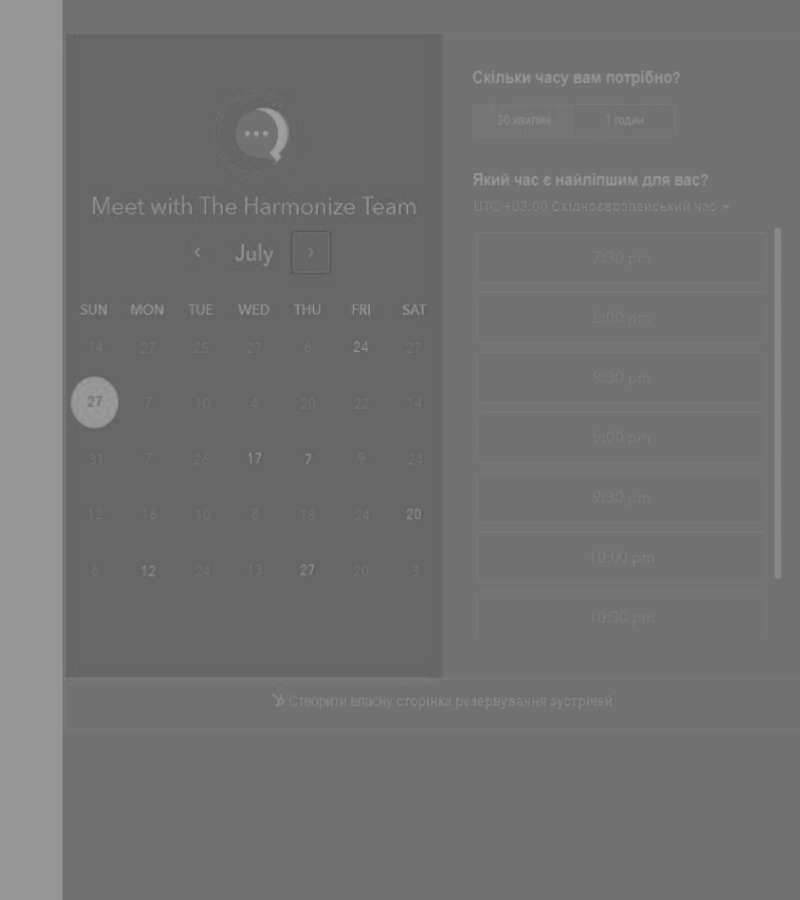 Meet with The Harmonize Team
July
SUN MON TUE WED THU FRI SAT
14 27 25 27 6 24 27
27 7 10 4 20 22 14
31 7 26 17 7 9 24
12 16 10 8 13 24 20
6 12 24 13 27 20 3
Скільки часу вам потрібно?
30 хвилин 1 годин
Який час є найліпшим для вас?
UTC +02:00 Східноєвропейський час
7:30 pm
8:00 pm
8:30 pm
9:00 pm
9:30 pm
10:00 pm
10:30 pm
Створити власну сторінка резервування зустрічей